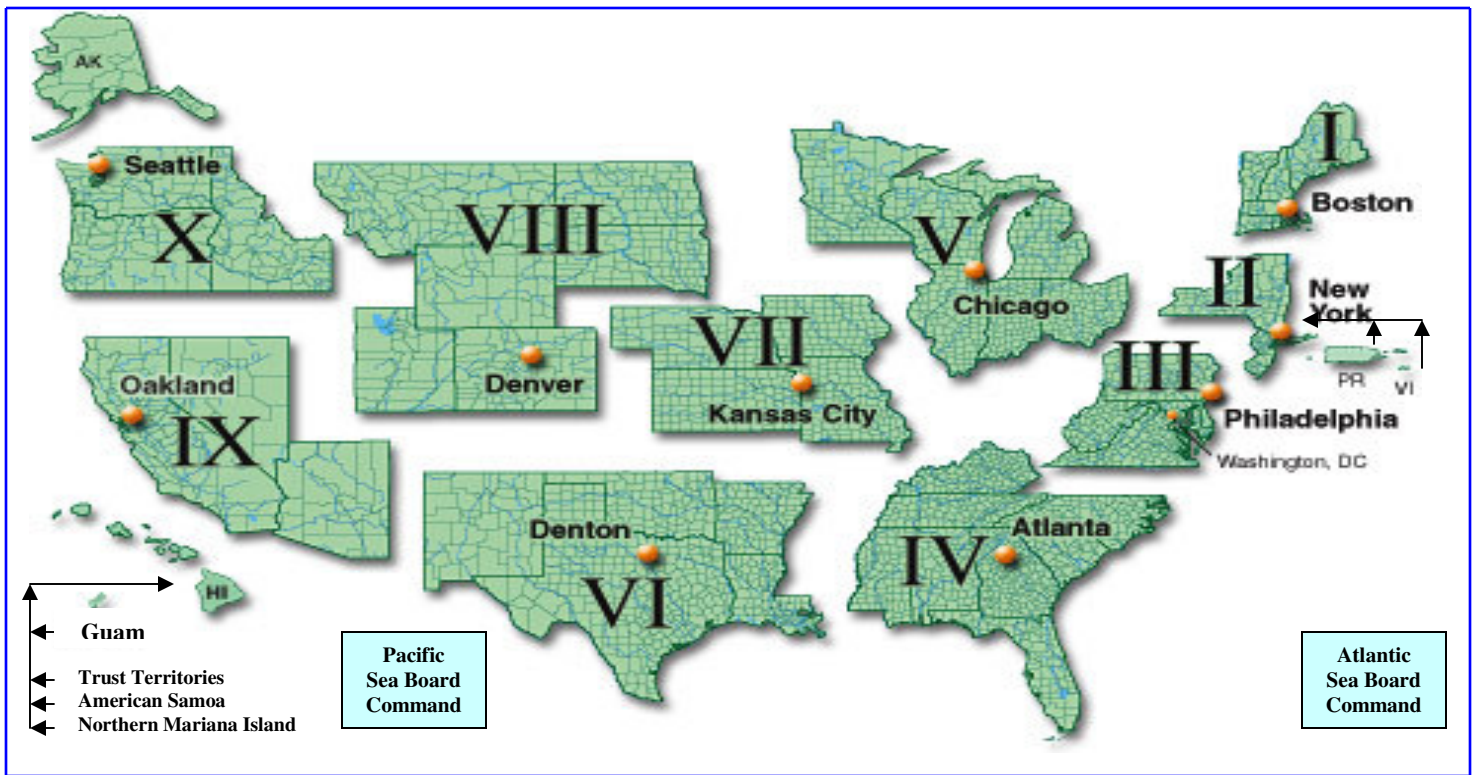 AK
Seattle
X
VIII
V
Chicago
I
Boston
II
New
York
PR
VI
III
Philadelphia
Washington, DC
Oakland
IX
Denver
VII
Kansas City
Denton
VI
IV
Atlanta
HI
Guam
Trust Territories
American Samoa
Northern Mariana Island
Pacific
Sea Board
Command
Atlantic
Sea Board
Command